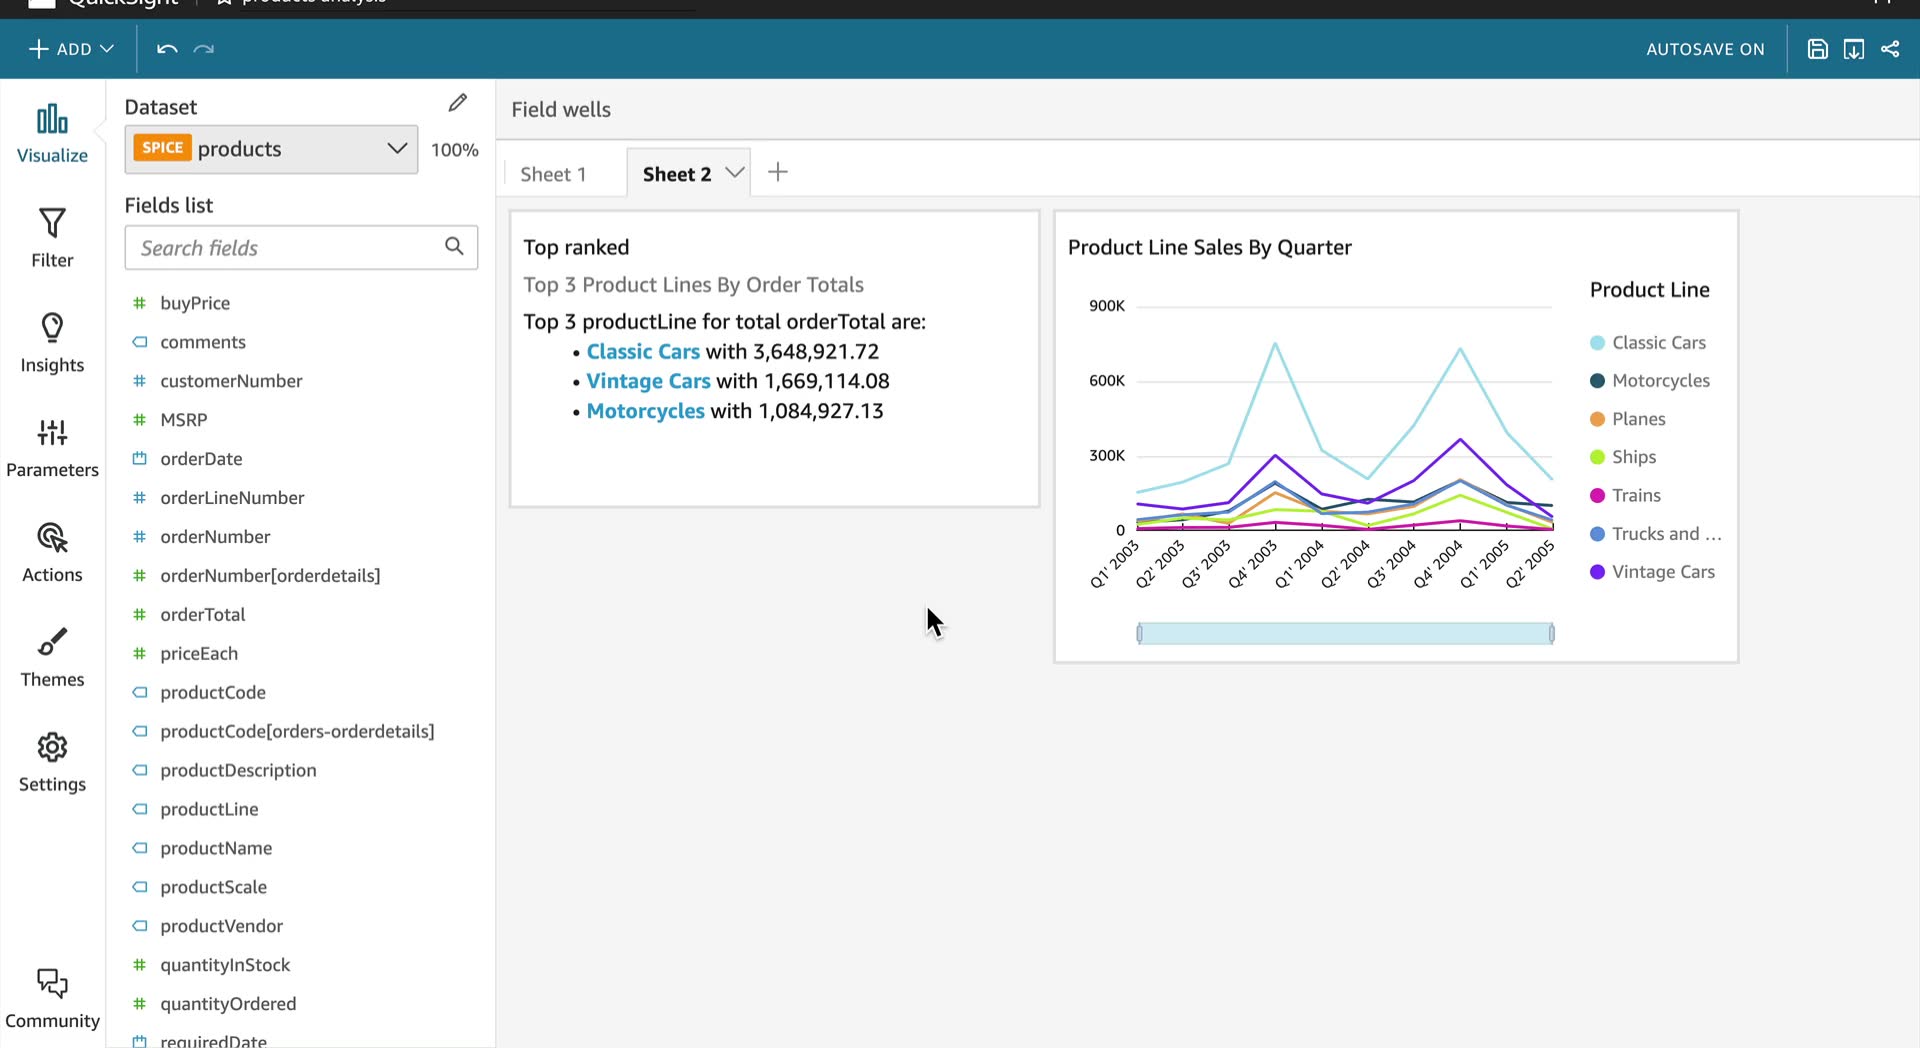 QuickSight
products analysis
ADD
AUTOSAVE ON
Visualize
Filter
Insights
Parameters
Actions
Themes
Settings
Community
Dataset
SPICE products
100%
Fields list
Search fields
buyPrice
comments
customerNumber
MSRP
orderDate
orderLineNumber
orderNumber
orderNumber[orderdetails]
orderTotal
priceEach
productCode
productCode[orders-orderdetails]
productDescription
productLine
productName
productScale
productVendor
quantityInStock
quantityOrdered
requiredDate
Field wells
Sheet 1
Sheet 2
Top ranked
Top 3 Product Lines By Order Totals
Top 3 productLine for total orderTotal are:
• Classic Cars with 3,648,921.72
• Vintage Cars with 1,669,114.08
• Motorcycles with 1,084,927.13
Product Line Sales By Quarter
900K
600K
300K
0
Q1' 2003
Q2' 2003
Q3' 2003
Q4' 2003
Q1' 2004
Q2' 2004
Q3' 2004
Q4' 2004
Q1' 2005
Q2' 2005
Product Line
Classic Cars
Motorcycles
Planes
Ships
Trains
Trucks and ...
Vintage Cars